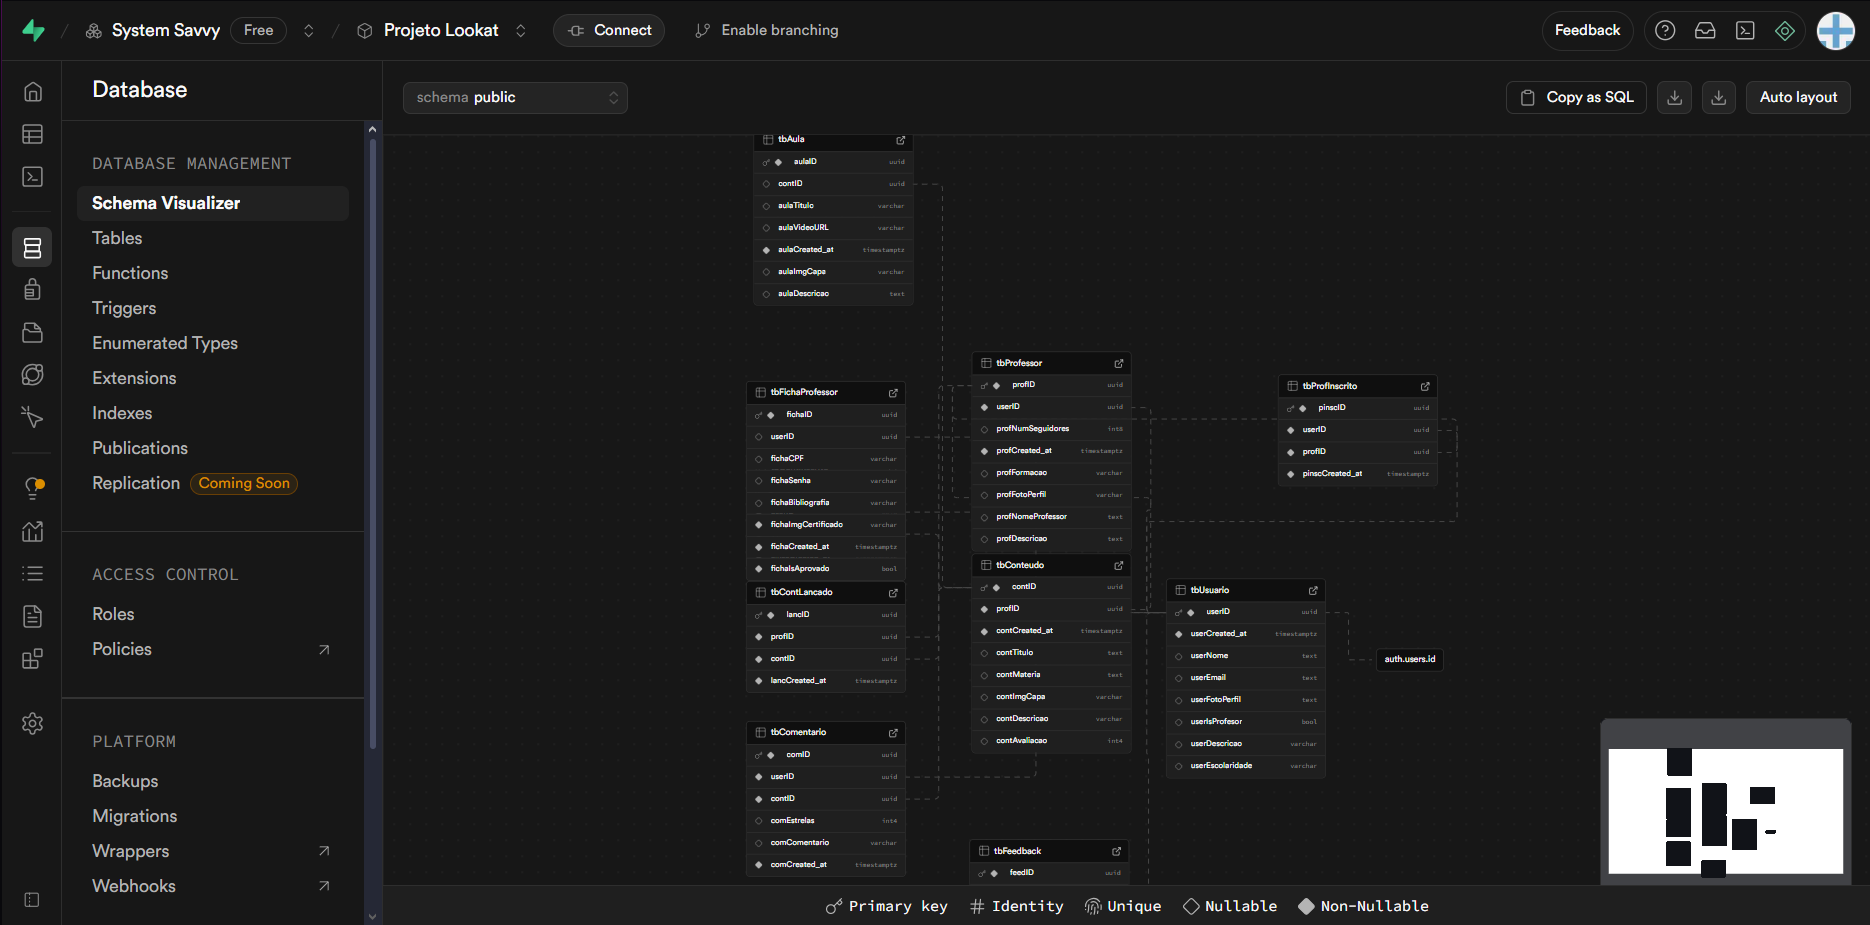 System Savvy Free Projeto Lookat Connect Enable branching Feedback
Database
DATABASE MANAGEMENT
Schema Visualizer
Tables
Functions
Triggers
Enumerated Types
Extensions
Indexes
Publications
Replication Coming Soon
ACCESS CONTROL
Roles
Policies
PLATFORM
Backups
Migrations
Wrappers
Webhooks
schema public
Copy as SQL
Auto layout
tbAula
aulaID uuid
contID uuid
aulaTitulo varchar
aulaVideoURL varchar
aulaCreated_at timestamptz
aulaImgCapa varchar
aulaDescricao text
tbFichaProfessor
fichaID uuid
userID uuid
fichaCPF varchar
fichaSenha varchar
fichaBibliografia varchar
fichaImgCertificado varchar
fichaCreated_at timestamptz
fichaIsAprovado bool
tbContLancado
lancID uuid
profID uuid
contID uuid
lancCreated_at timestamptz
tbComentario
comID uuid
userID uuid
contID uuid
comEstrelas int4
comComentario varchar
comCreated_at timestamptz
tbProfessor
profID uuid
userID uuid
profNumSeguidores int8
profCreated_at timestamptz
profFormacao varchar
profFotoPerfil varchar
profNomeProfessor text
profDescricao text
tbConteudo
contID uuid
profID uuid
contCreated_at timestamptz
contTitulo text
contMateria text
contImgCapa varchar
contDescricao varchar
contAvaliacao int4
tbFeedback
feedID uuid
tbProfInscrito
pinscID uuid
userID uuid
profID uuid
pinscCreated_at timestamptz
tbUsuario
userID uuid
userCreated_at timestamptz
userNome text
userEmail text
userFotoPerfil text
userIsProfesor bool
userDescricao varchar
userEscolaridade varchar
auth.users.id
Primary key Identity Unique Nullable Non-Nullable